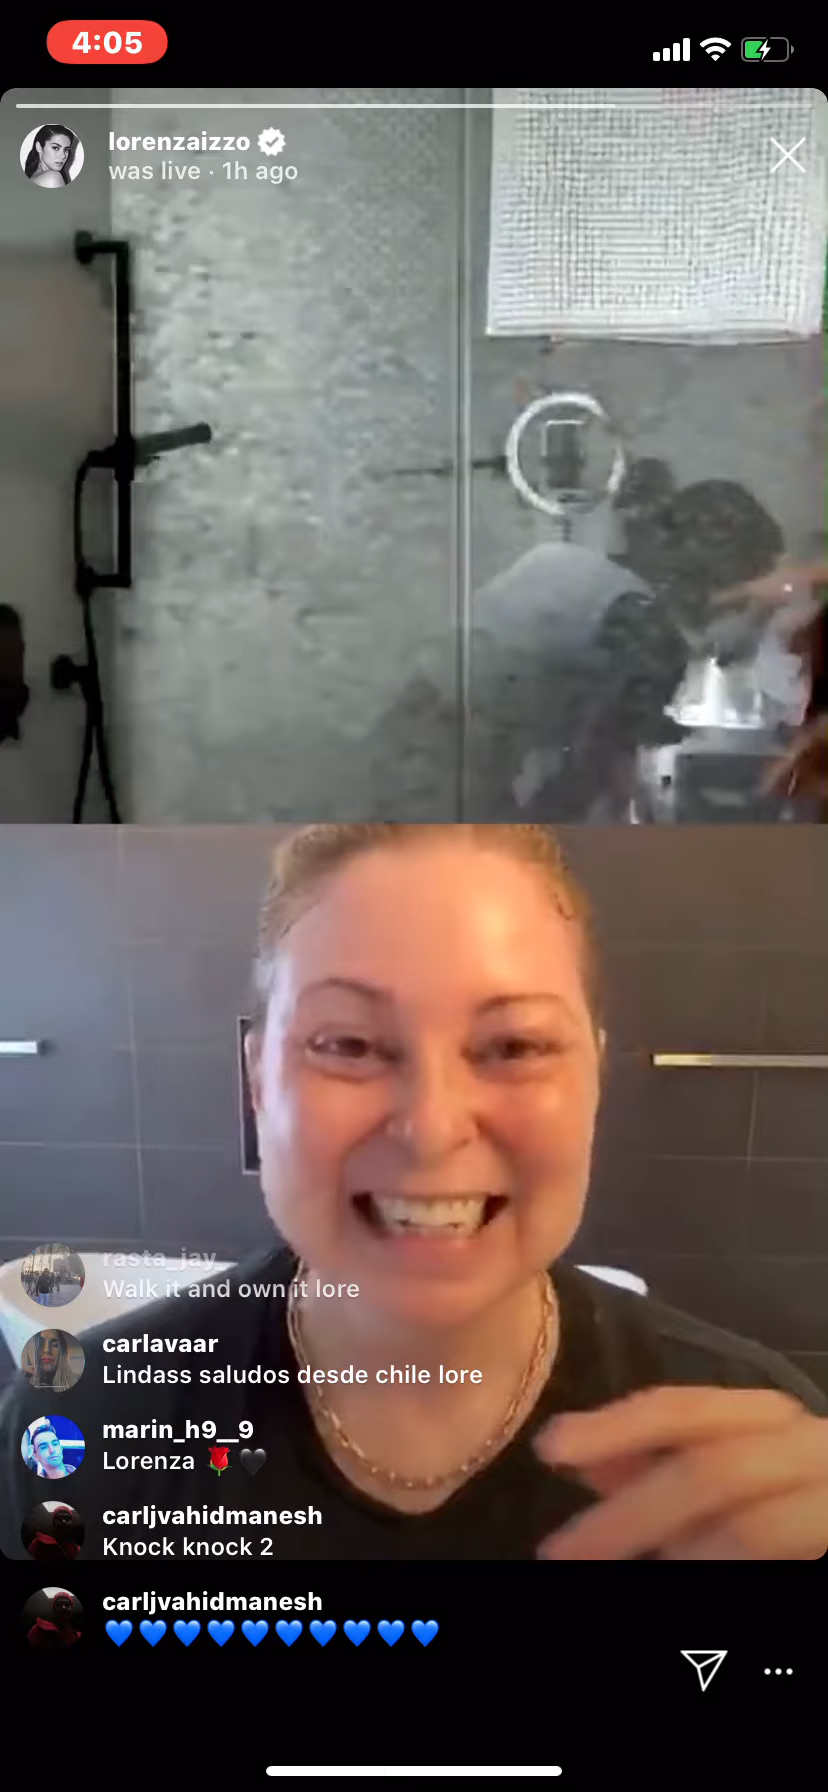 4:05
lorenzaizzo
was live · 1h ago
rasta_jay
Walk it and own it lore
carlavaar
Lindass saludos desde chile lore
marin_h9__9
Lorenza 🌹🖤
carljvahidmanesh
Knock knock 2
carljvahidmanesh
💙💙💙💙💙💙💙💙💙💙